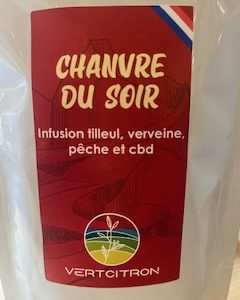 CHANVRE
DU SOIR
Infusion tilleul, verveine,
pêche et cbd
VERTCITRON